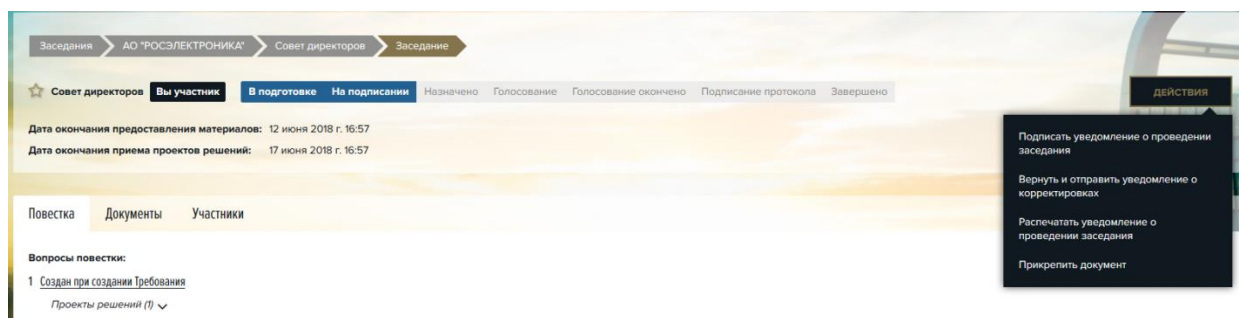 Заседания АО "РОСЭЛЕКТРОНИКА" Совет директоров Заседание
Совет директоров Вы участник В подготовке На подписании Назначено Голосование Голосование окончено Подписание протокола Завершено
ДЕЙСТВИЯ
Дата окончания предоставления материалов: 12 июня 2018 г. 16:57
Дата окончания приема проектов решений: 17 июня 2018 г. 16:57
Подписать уведомление о проведении
заседания
Вернуть и отправить уведомление о
корректировках
Распечатать уведомление о
проведении заседания
Прикрепить документ
Повестка Документы Участники
Вопросы повестки:
1 Создан при создании Требования
Проекты решений (1)